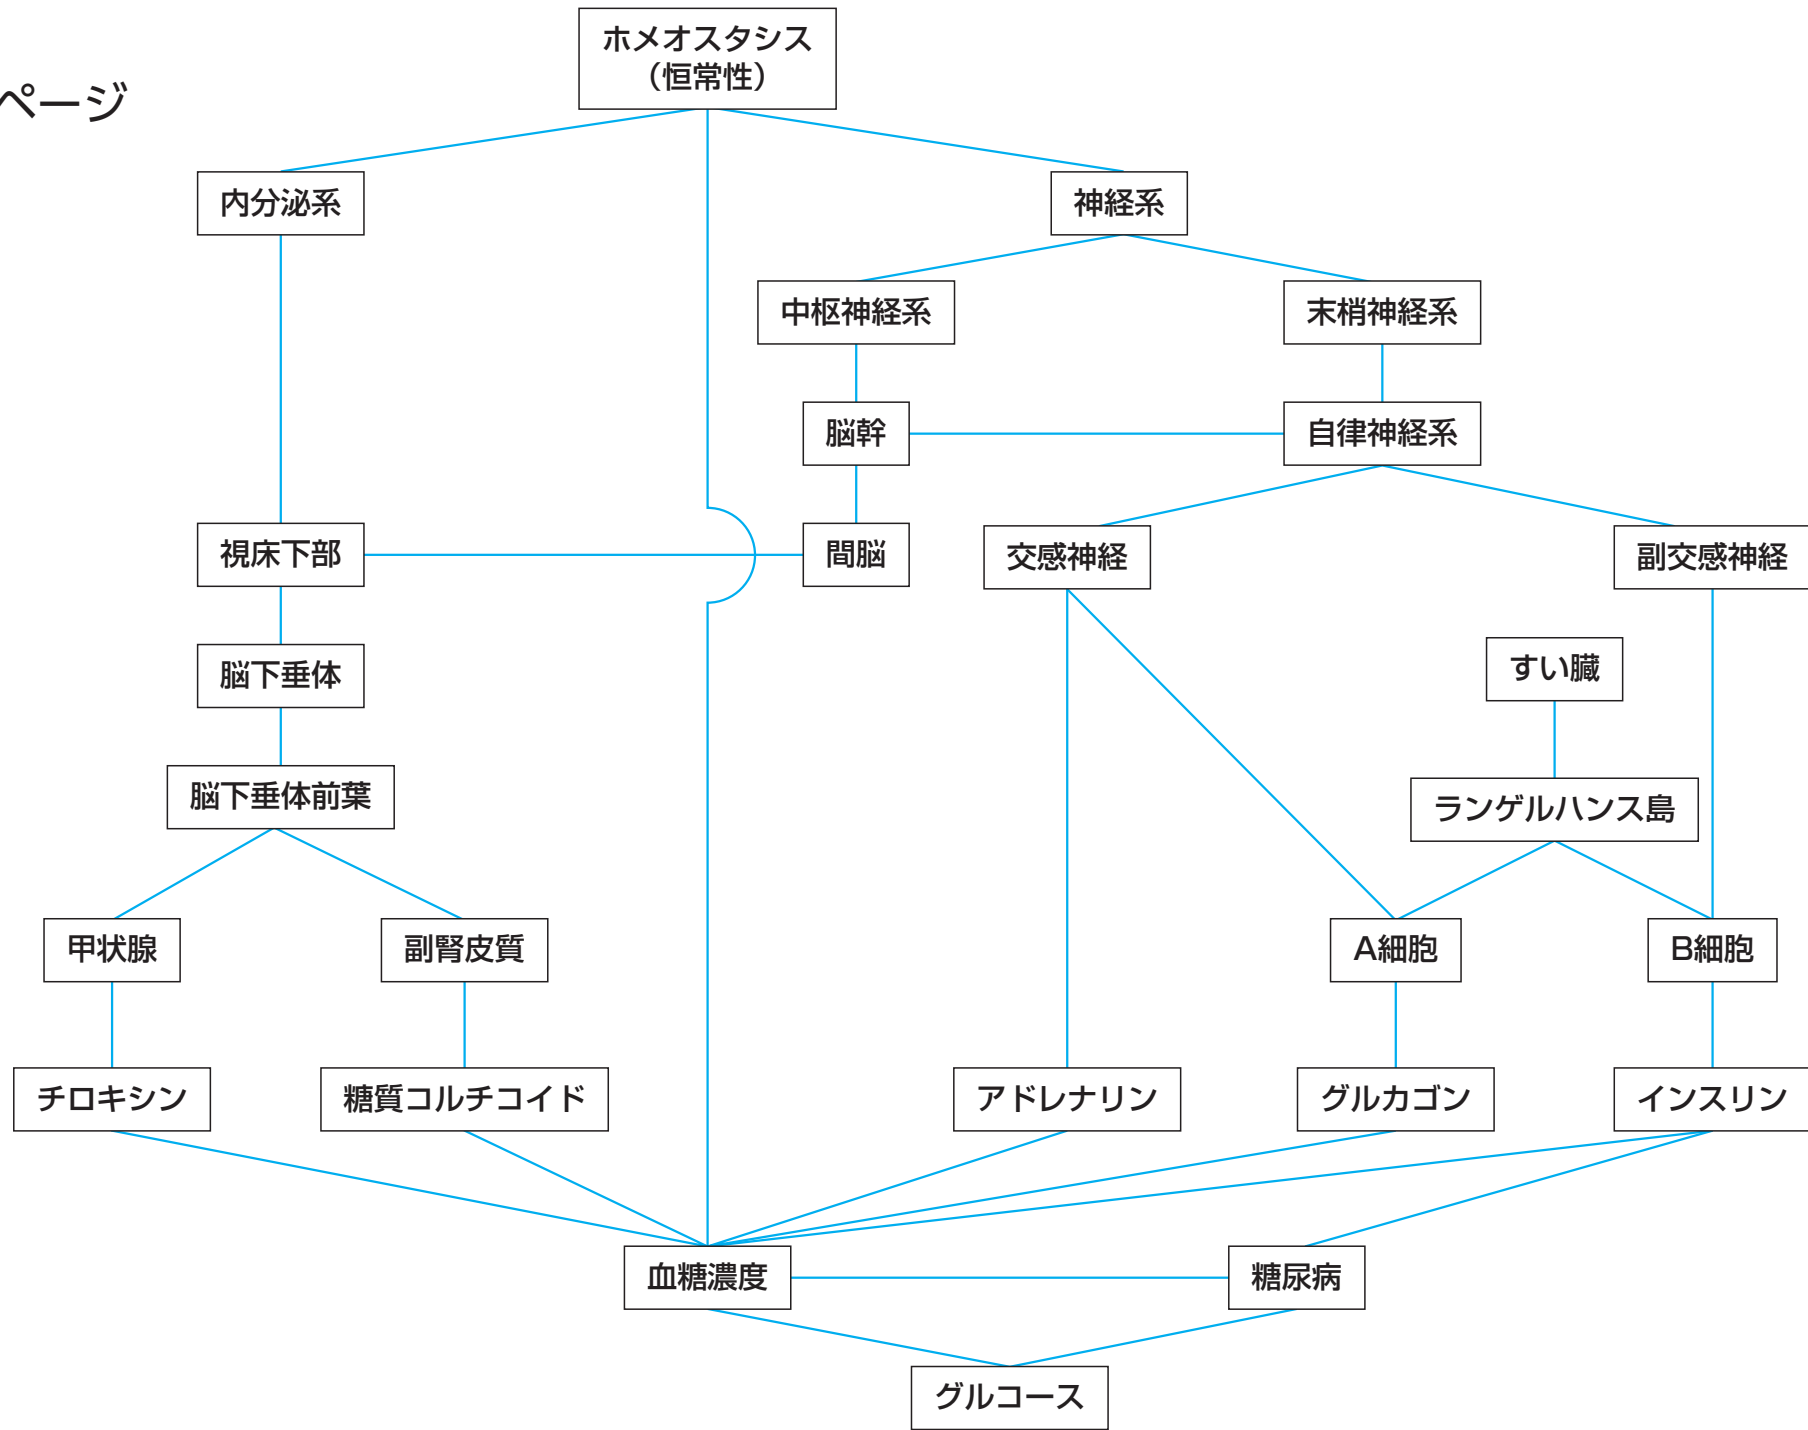 ホメオスタシス
（恒常性）
ページ
内分泌系
神経系
中枢神経系
末梢神経系
脳幹
自律神経系
視床下部
間脳
交感神経
副交感神経
脳下垂体
すい臓
脳下垂体前葉
ランゲルハンス島
甲状腺
副腎皮質
A細胞
B細胞
チロキシン
糖質コルチコイド
アドレナリン
グルカゴン
インスリン
血糖濃度
糖尿病
グルコース